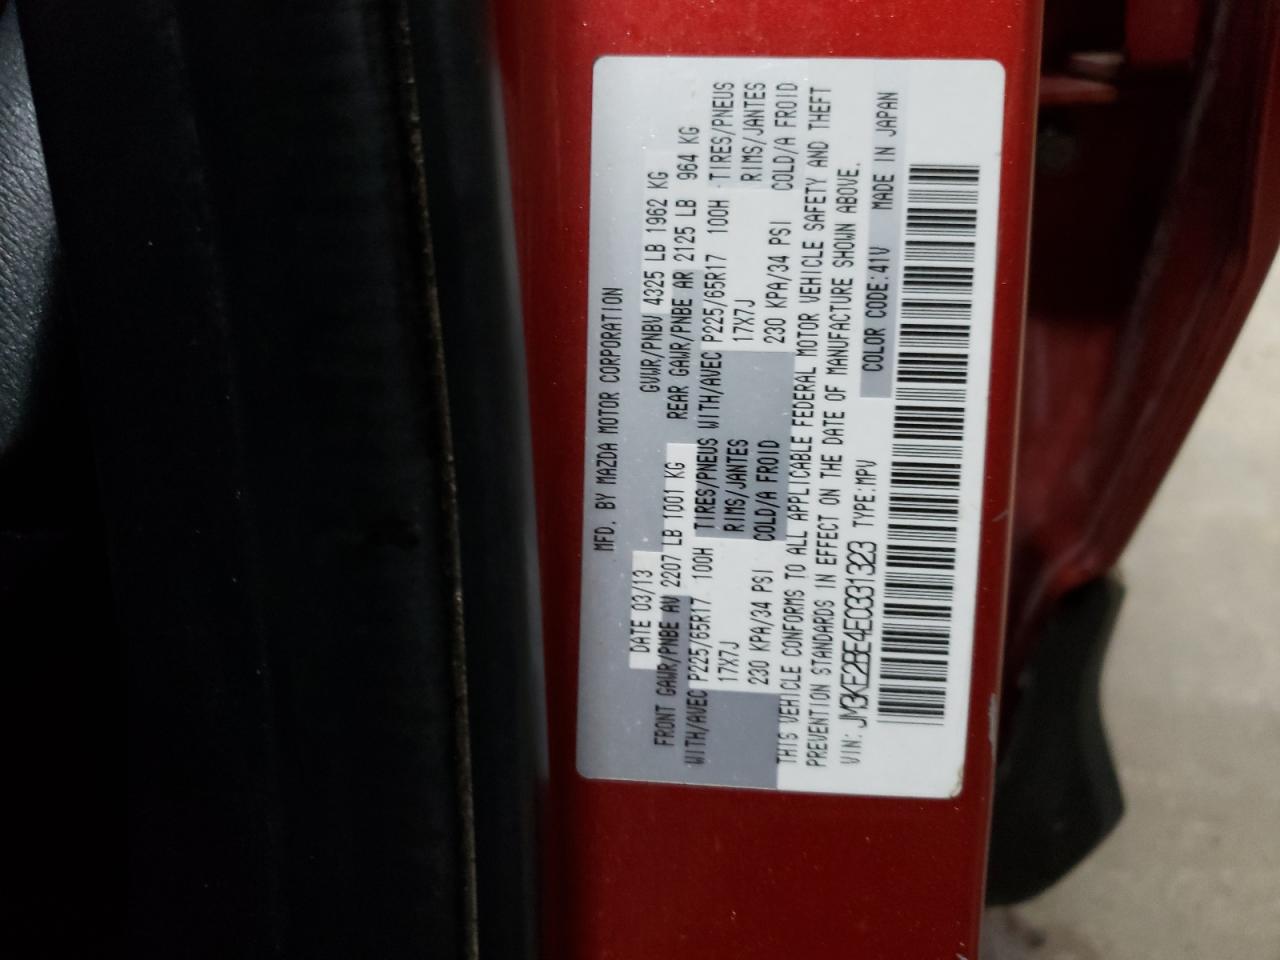 MFD. BY MAZDA MOTOR CORPORATION
DATE 03/13 GVWR/PNBV 4325 LB 1962 KG
FRONT GAWR/PNBE AV 2207 LB 1001 KG REAR GAWR/PNBE AR 2125 LB 964 KG
WITH/AVEC P225/65R17 100H TIRES/PNEUS WITH/AVEC P225/65R17 100H TIRES/PNEUS
17X7J RIMS/JANTES 17X7J RIMS/JANTES
230 KPA/34 PSI COLD/A FROID 230 KPA/34 PSI COLD/A FROID
THIS VEHICLE CONFORMS TO ALL APPLICABLE FEDERAL MOTOR VEHICLE SAFETY AND THEFT
PREVENTION STANDARDS IN EFFECT ON THE DATE OF MANUFACTURE SHOWN ABOVE.
VIN: JM3KE2BE4E0331323 TYPE:MPV COLOR CODE:41V MADE IN JAPAN